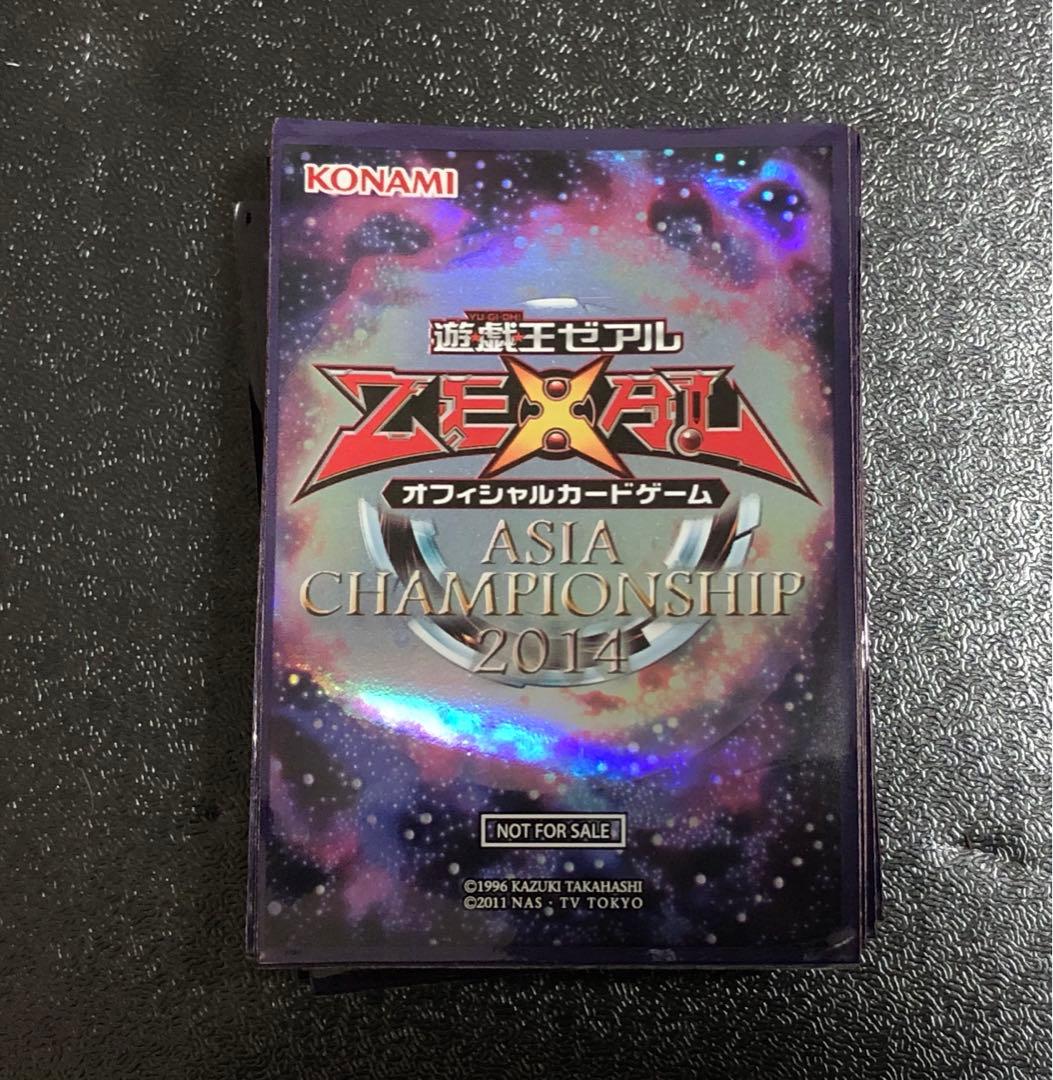 KONAMI
YU-GI-OH!
遊☆戯☆王ゼアル
ZEXAL
オフィシャルカードゲーム
ASIA
CHAMPIONSHIP
2014
NOT FOR SALE
©1996 KAZUKI TAKAHASHI
©2011 NAS・TV TOKYO